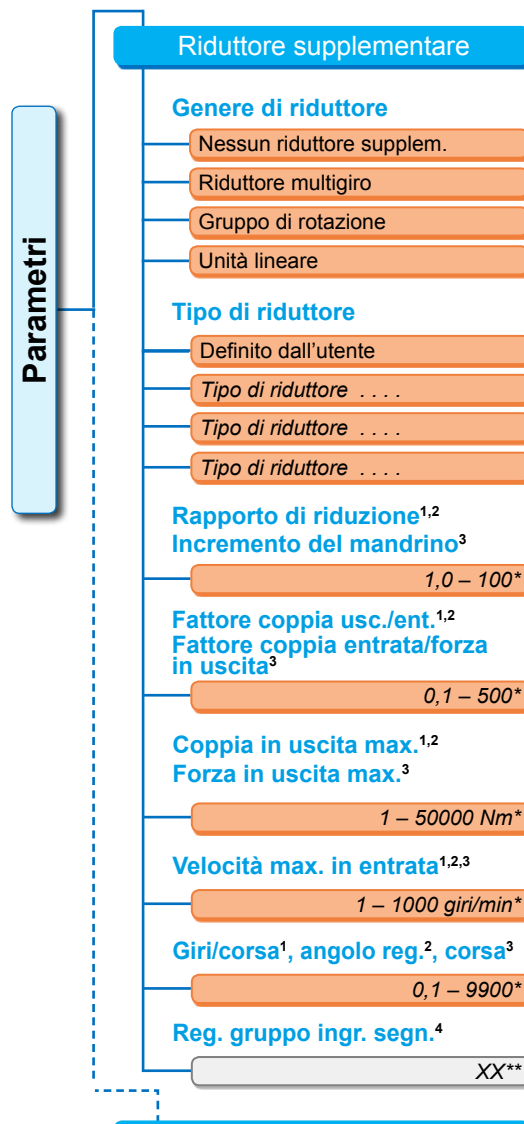 Riduttore supplementare
Parametri
Genere di riduttore
Nessun riduttore supplem.
Riduttore multigiro
Gruppo di rotazione
Unità lineare
Tipo di riduttore
Definito dall'utente
Tipo di riduttore . . . .
Tipo di riduttore . . . .
Tipo di riduttore . . . .
Rapporto di riduzione1,2
Incremento del mandrino3
1,0 – 100*
Fattore coppia usc./ent.1,2
Fattore coppia entrata/forza
in uscita3
0,1 – 500*
Coppia in uscita max.1,2
Forza in uscita max.3
1 – 50000 Nm*
Velocità max. in entrata1,2,3
1 – 1000 giri/min*
Giri/corsa1, angolo reg.2, corsa3
0,1 – 9900*
Reg. gruppo ingr. segn.4
XX**